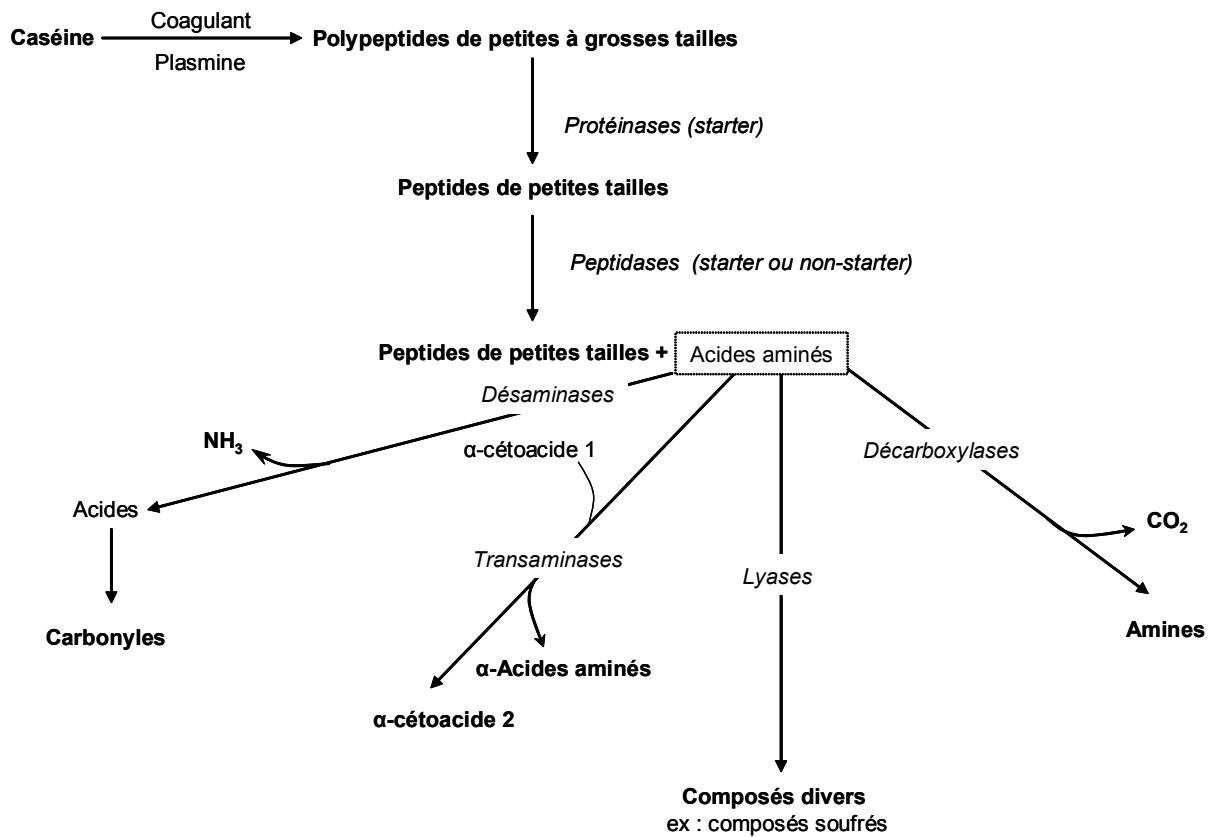 Coagulant
Caséine
Polypeptides de petites à grosses tailles
Plasmine
Protéinases (starter)
Peptides de petites tailles
Peptidases (starter ou non-starter)
Peptides de petites tailles +
Acides aminés
Désaminases
NH3
α-cétoacide 1
Décarboxylases
Acides
CO2
Transaminases
Lyases
Carbonyles
Amines
α-Acides aminés
α-cétoacide 2
Composés divers
ex : composés soufrés